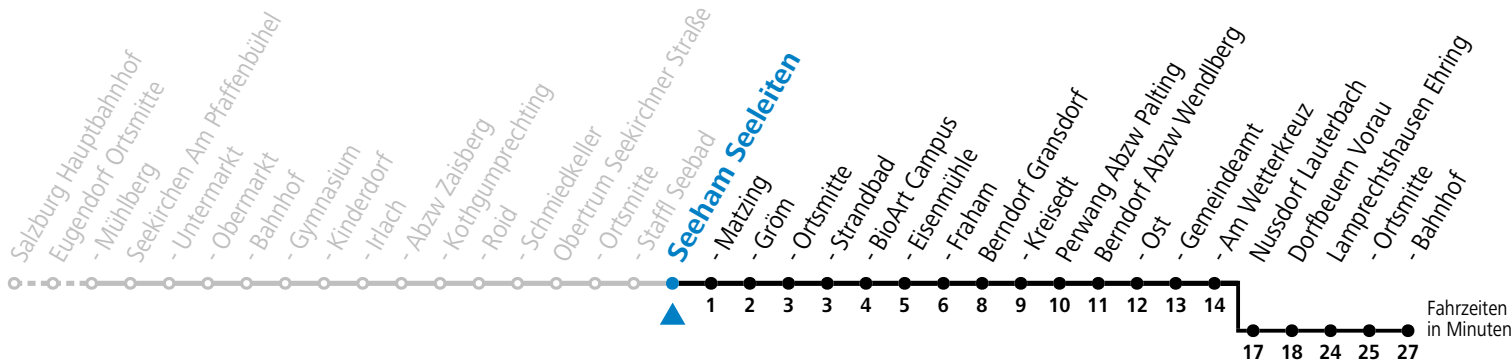 Salzburg Hauptbahnhof
Eugendorf Ortsmitte
- Mühlberg
Seekirchen Am Pfaffenbühel
- Untermarkt
- Obermarkt
- Bahnhof
- Gymnasium
- Kinderdorf
- Irlach
- Abzw Zaisberg
- Kothgumprechting
- Roid
- Schmiedkeller
Obertrum Seekirchner Straße
- Ortsmitte
- Staffl Seebad
Seeham Seeleiten
- Matzing
- Gröm
- Ortsmitte
- Strandbad
- BioArt Campus
- Eisenmühle
- Fraham
Berndorf Gransdorf
- Kreisedt
Perwang Abzw Palting
Berndorf Abzw Wendlberg
- Ost
- Gemeindeamt
- Am Wetterkreuz
Nussdorf Lauterbach
Dorfbeuern Vorau
Lamprechtshausen Ehring
- Ortsmitte
- Bahnhof
1 2 3 3 4 5 6 8 9 10 11 12 13 14
Fahrzeiten
in Minuten
17 18 24 25 27